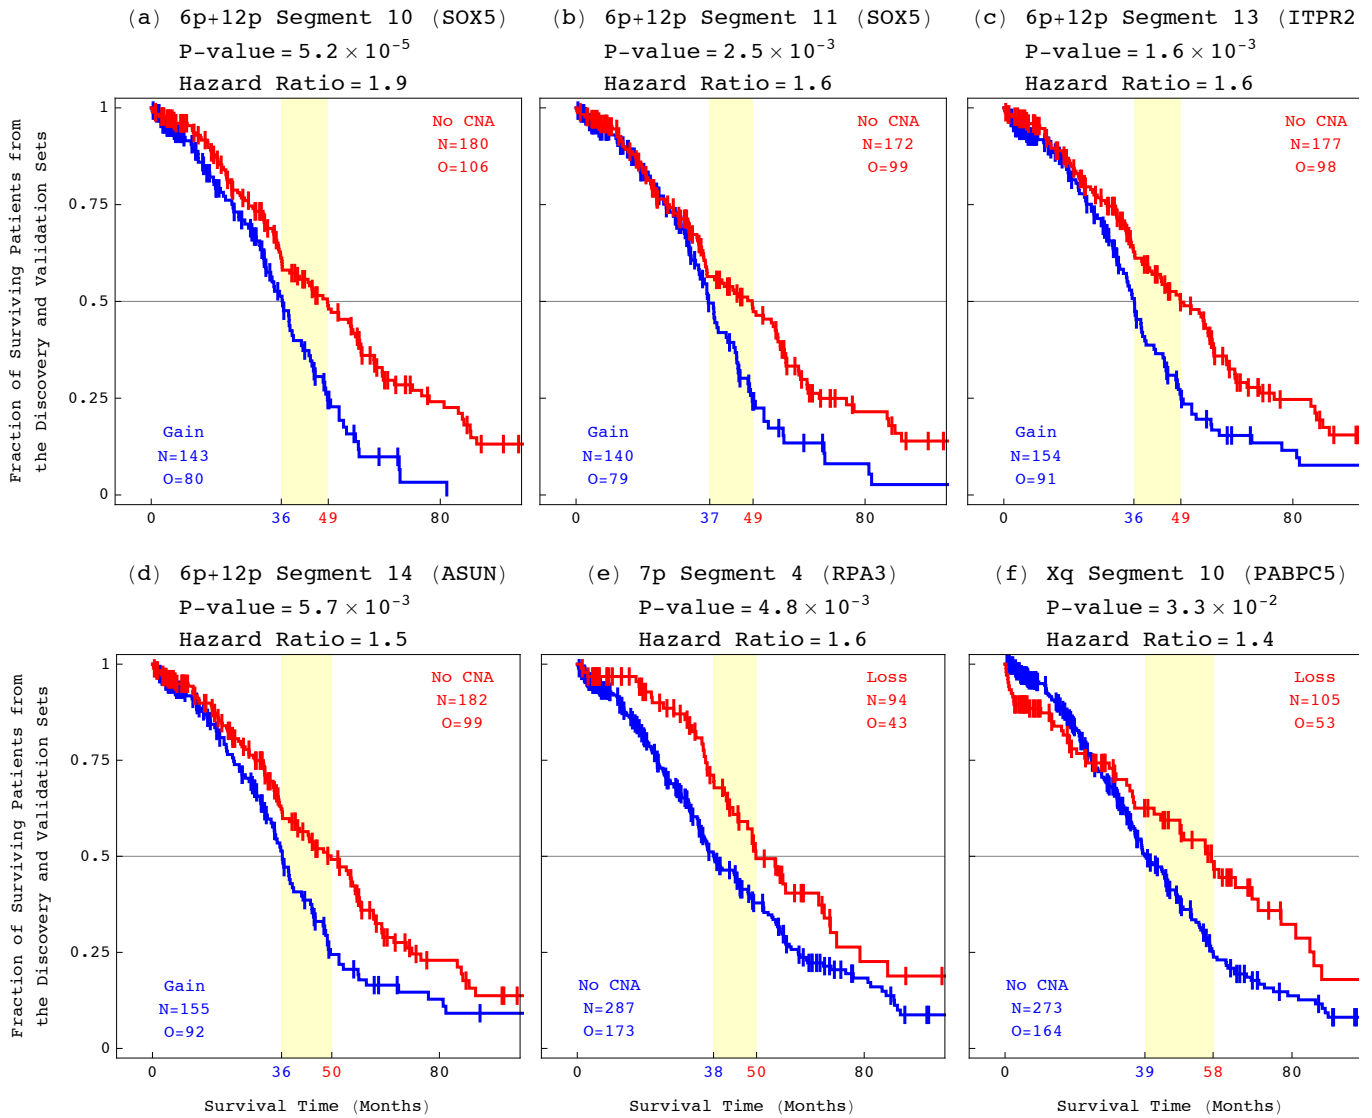 (a) 6p+12p Segment 10 (SOX5)
P-value = 5.2 × 10⁻⁵
Hazard Ratio = 1.9
(b) 6p+12p Segment 11 (SOX5)
P-value = 2.5 × 10⁻³
Hazard Ratio = 1.6
(c) 6p+12p Segment 13 (ITPR2
P-value = 1.6 × 10⁻³
Hazard Ratio = 1.6
Fraction of Surviving Patients from
the Discovery and Validation Sets
1
0.75
0.5
0.25
0
No CNA
N=180
O=106
Gain
N=143
O=80
0 36 49 80
No CNA
N=172
O=99
Gain
N=140
O=79
0 37 49 80
No CNA
N=177
O=98
Gain
N=154
O=91
0 36 49 80
(d) 6p+12p Segment 14 (ASUN)
P-value = 5.7 × 10⁻³
Hazard Ratio = 1.5
(e) 7p Segment 4 (RPA3)
P-value = 4.8 × 10⁻³
Hazard Ratio = 1.6
(f) Xq Segment 10 (PABPC5)
P-value = 3.3 × 10⁻²
Hazard Ratio = 1.4
Fraction of Surviving Patients from
the Discovery and Validation Sets
1
0.75
0.5
0.25
0
No CNA
N=182
O=99
Gain
N=155
O=92
0 36 50 80
Survival Time (Months)
Loss
N=94
O=43
No CNA
N=287
O=173
0 38 50 80
Survival Time (Months)
Loss
N=105
O=53
No CNA
N=273
O=164
0 39 58 80
Survival Time (Months)